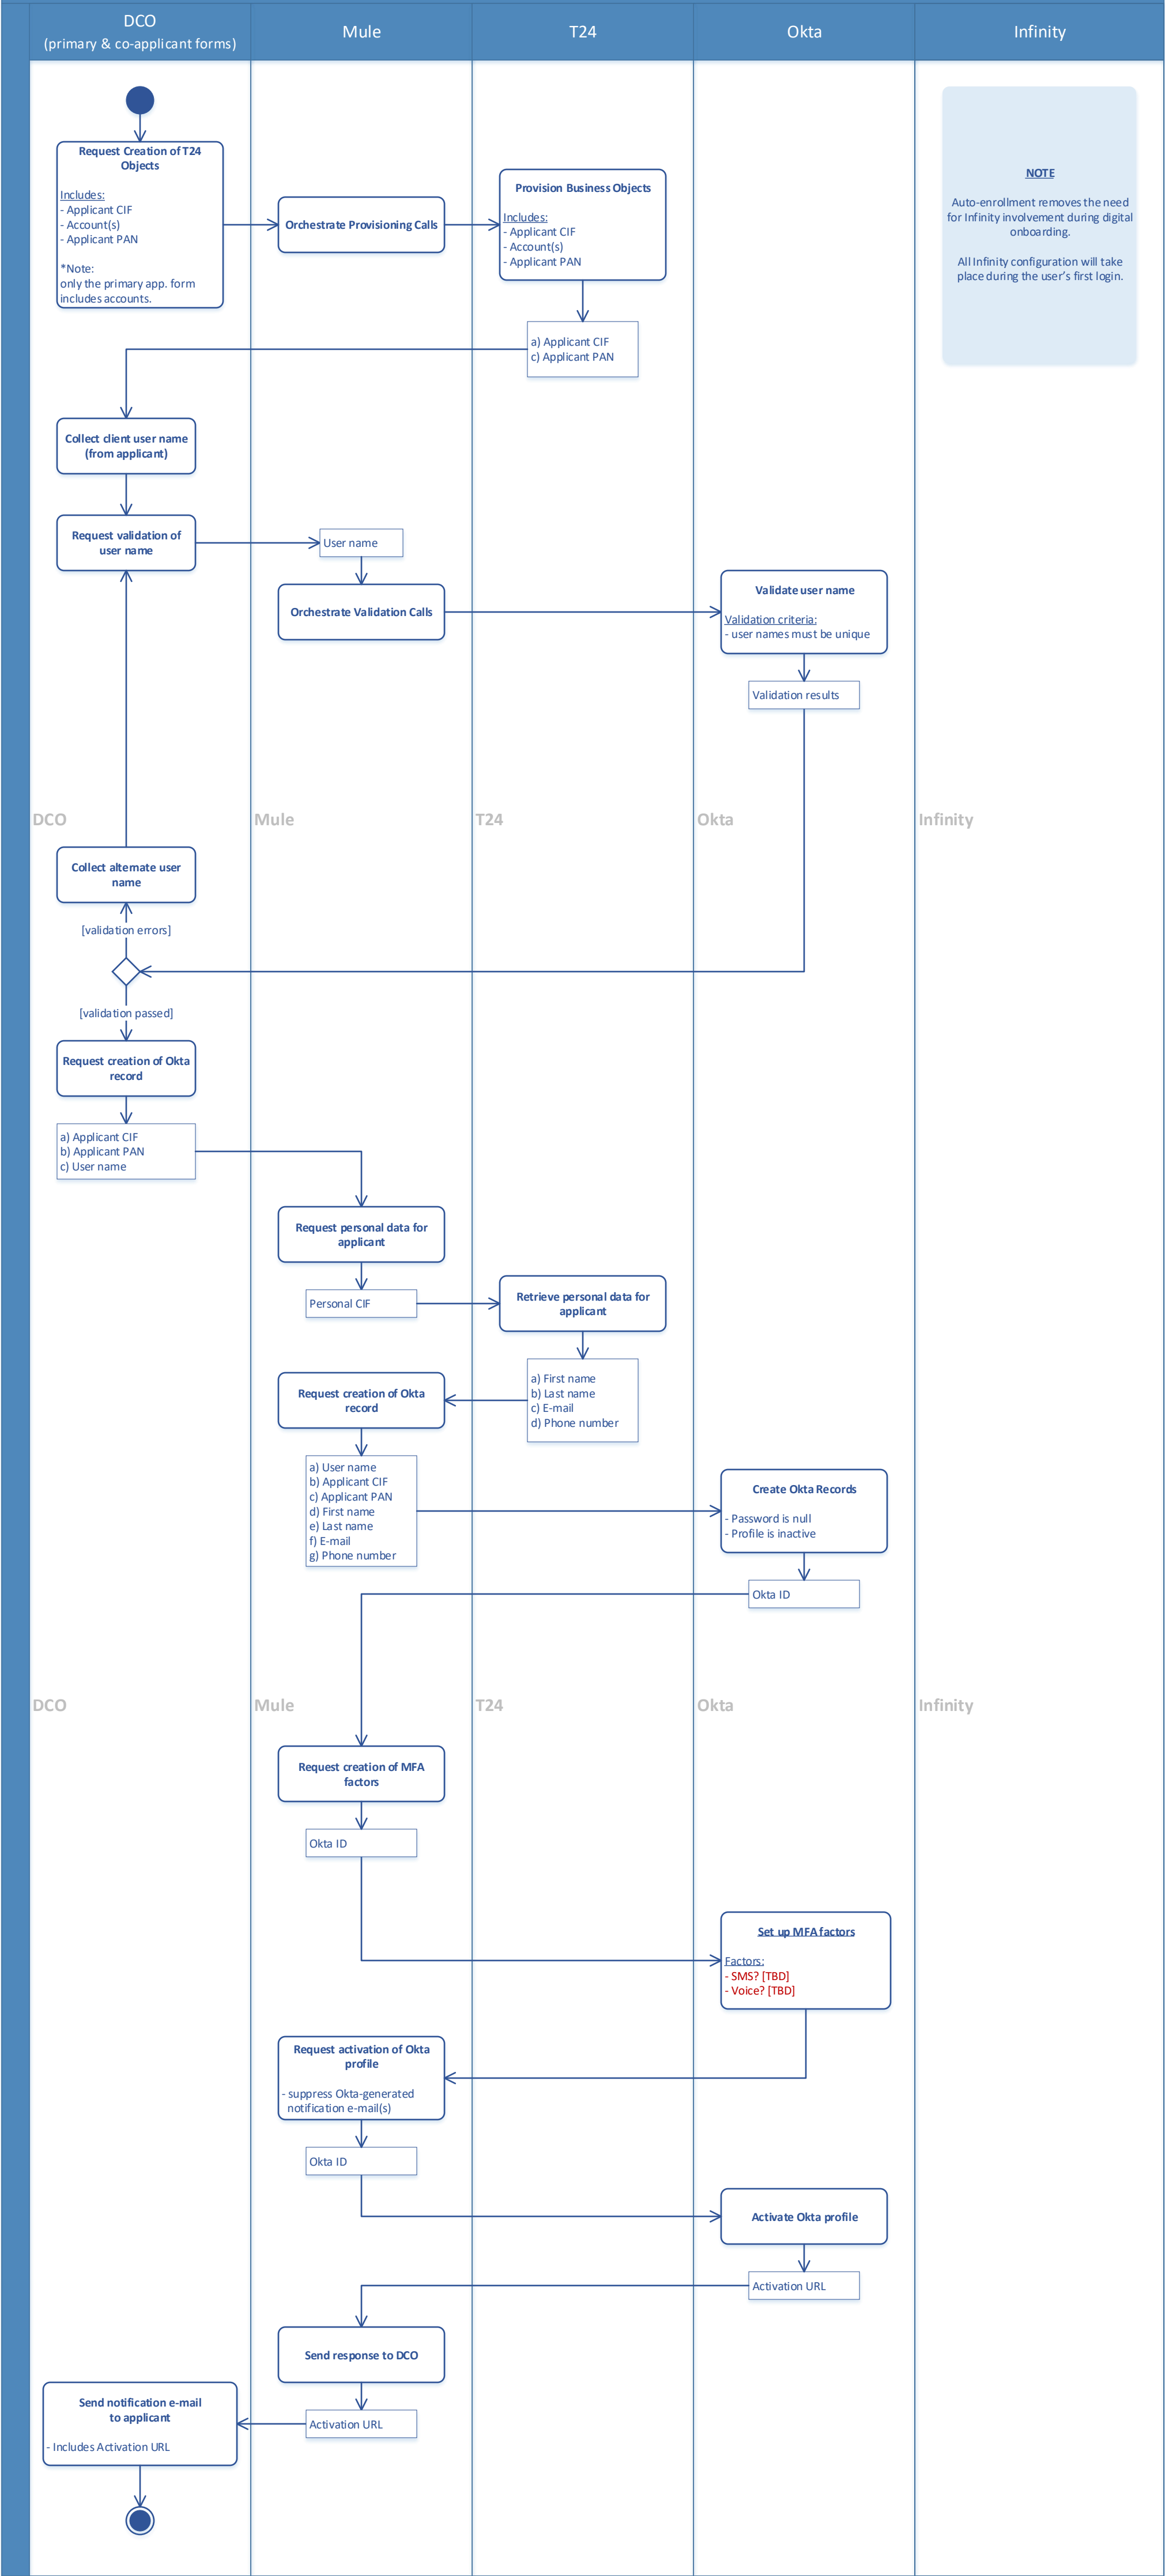 DCO
(primary & co-applicant forms)
Mule
T24
Okta
Infinity
Request Creation of T24
Objects
Includes:
- Applicant CIF
- Account(s)
- Applicant PAN
*Note:
only the primary app. form
includes accounts.
Orchestrate Provisioning Calls
Provision Business Objects
Includes:
- Applicant CIF
- Account(s)
- Applicant PAN
NOTE
Auto-enrollment removes the need
for Infinity involvement during digital
onboarding.
All Infinity configuration will take
place during the user's first login.
a) Applicant CIF
c) Applicant PAN
Collect client user name
(from applicant)
Request validation of
user name
User name
Orchestrate Validation Calls
Validate user name
Validation criteria:
- user names must be unique
Validation results
DCO
Mule
T24
Okta
Infinity
Collect alternate user
name
[validation errors]
[validation passed]
Request creation of Okta
record
a) Applicant CIF
b) Applicant PAN
c) User name
Request personal data for
applicant
Personal CIF
Retrieve personal data for
applicant
a) First name
b) Last name
c) E-mail
d) Phone number
Request creation of Okta
record
a) User name
b) Applicant CIF
c) Applicant PAN
d) First name
e) Last name
f) E-mail
g) Phone number
Create Okta Records
- Password is null
- Profile is inactive
Okta ID
DCO
Mule
T24
Okta
Infinity
Request creation of MFA
factors
Okta ID
Set up MFA factors
Factors:
- SMS? [TBD]
- Voice? [TBD]
Request activation of Okta
profile
- suppress Okta-generated
notification e-mail(s)
Okta ID
Activate Okta profile
Activation URL
Send response to DCO
Activation URL
Send notification e-mail
to applicant
- Includes Activation URL